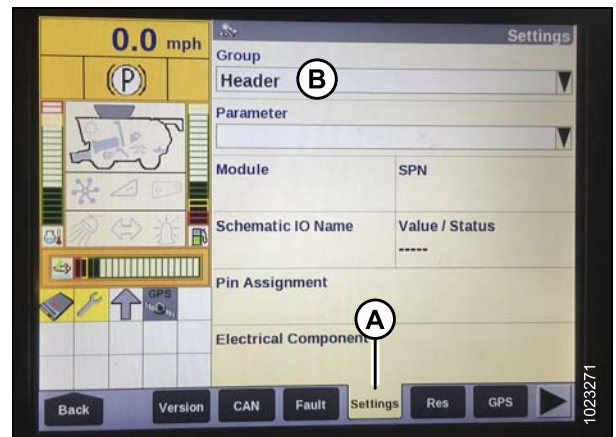 0.0 mph
Settings
(P)
Group
Header
B
Parameter
Module
SPN
Schematic IO Name
Value / Status
-----
Pin Assignment
GPS
A
Electrical Component
Back
Version
CAN
Fault
Settings
Res
GPS
1023271